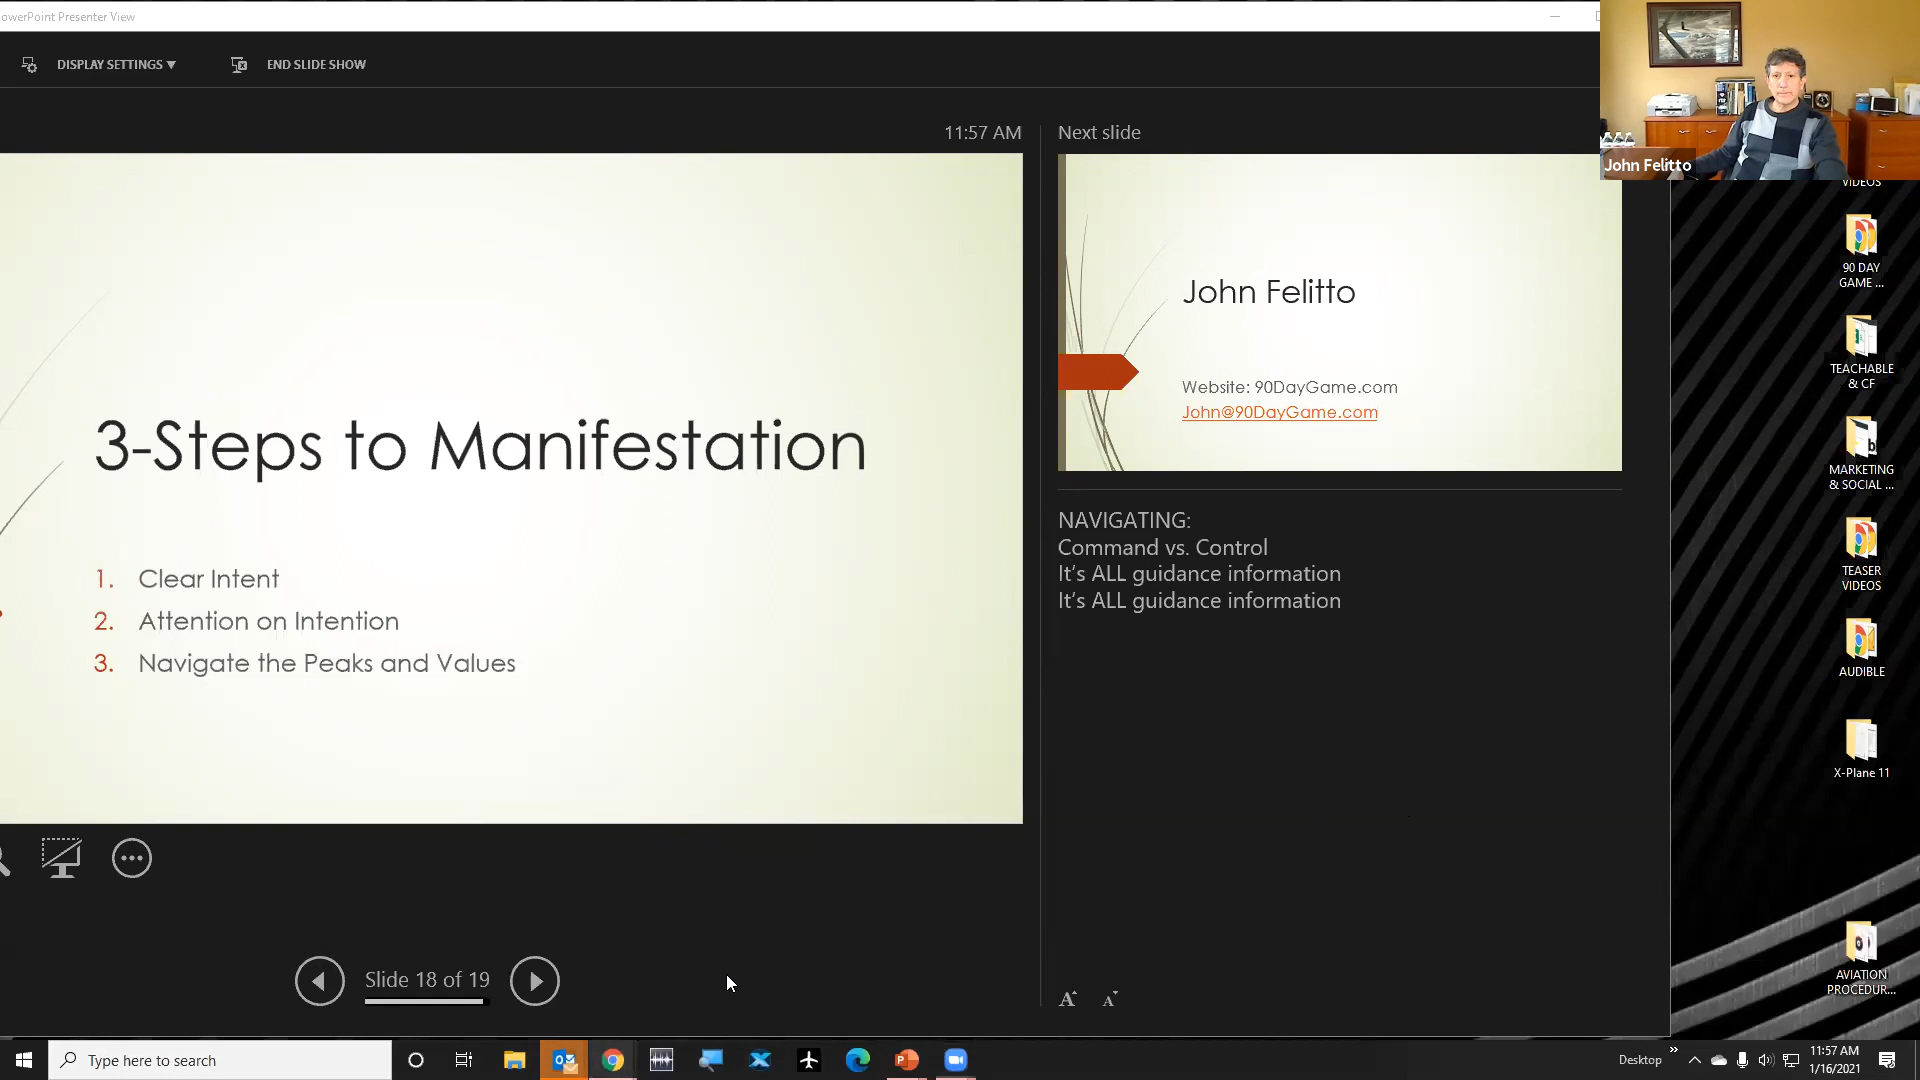 owerPoint Presenter View
DISPLAY SETTINGS ▼
END SLIDE SHOW
11:57 AM
Next slide
3-Steps to Manifestation
1. Clear Intent
2. Attention on Intention
3. Navigate the Peaks and Values
John Felitto
Website: 90DayGame.com
John@90DayGame.com
NAVIGATING:
Command vs. Control
It's ALL guidance information
It's ALL guidance information
Slide 18 of 19
A A
John Felitto
VIDEOS
90 DAY
GAME ...
TEACHABLE
& CF
MARKETING
& SOCIAL ...
TEASER
VIDEOS
AUDIBLE
X-Plane 11
AVIATION
PROCEDUR...
Type here to search
Desktop
11:57 AM
1/16/2021